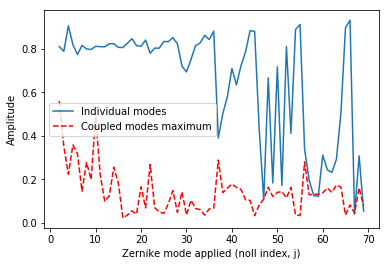 0.8
0.6
0.4
0.2
0.0
Amplitude
Individual modes
Coupled modes maximum
0 10 20 30 40 50 60 70
Zernike mode applied (noll index, j)